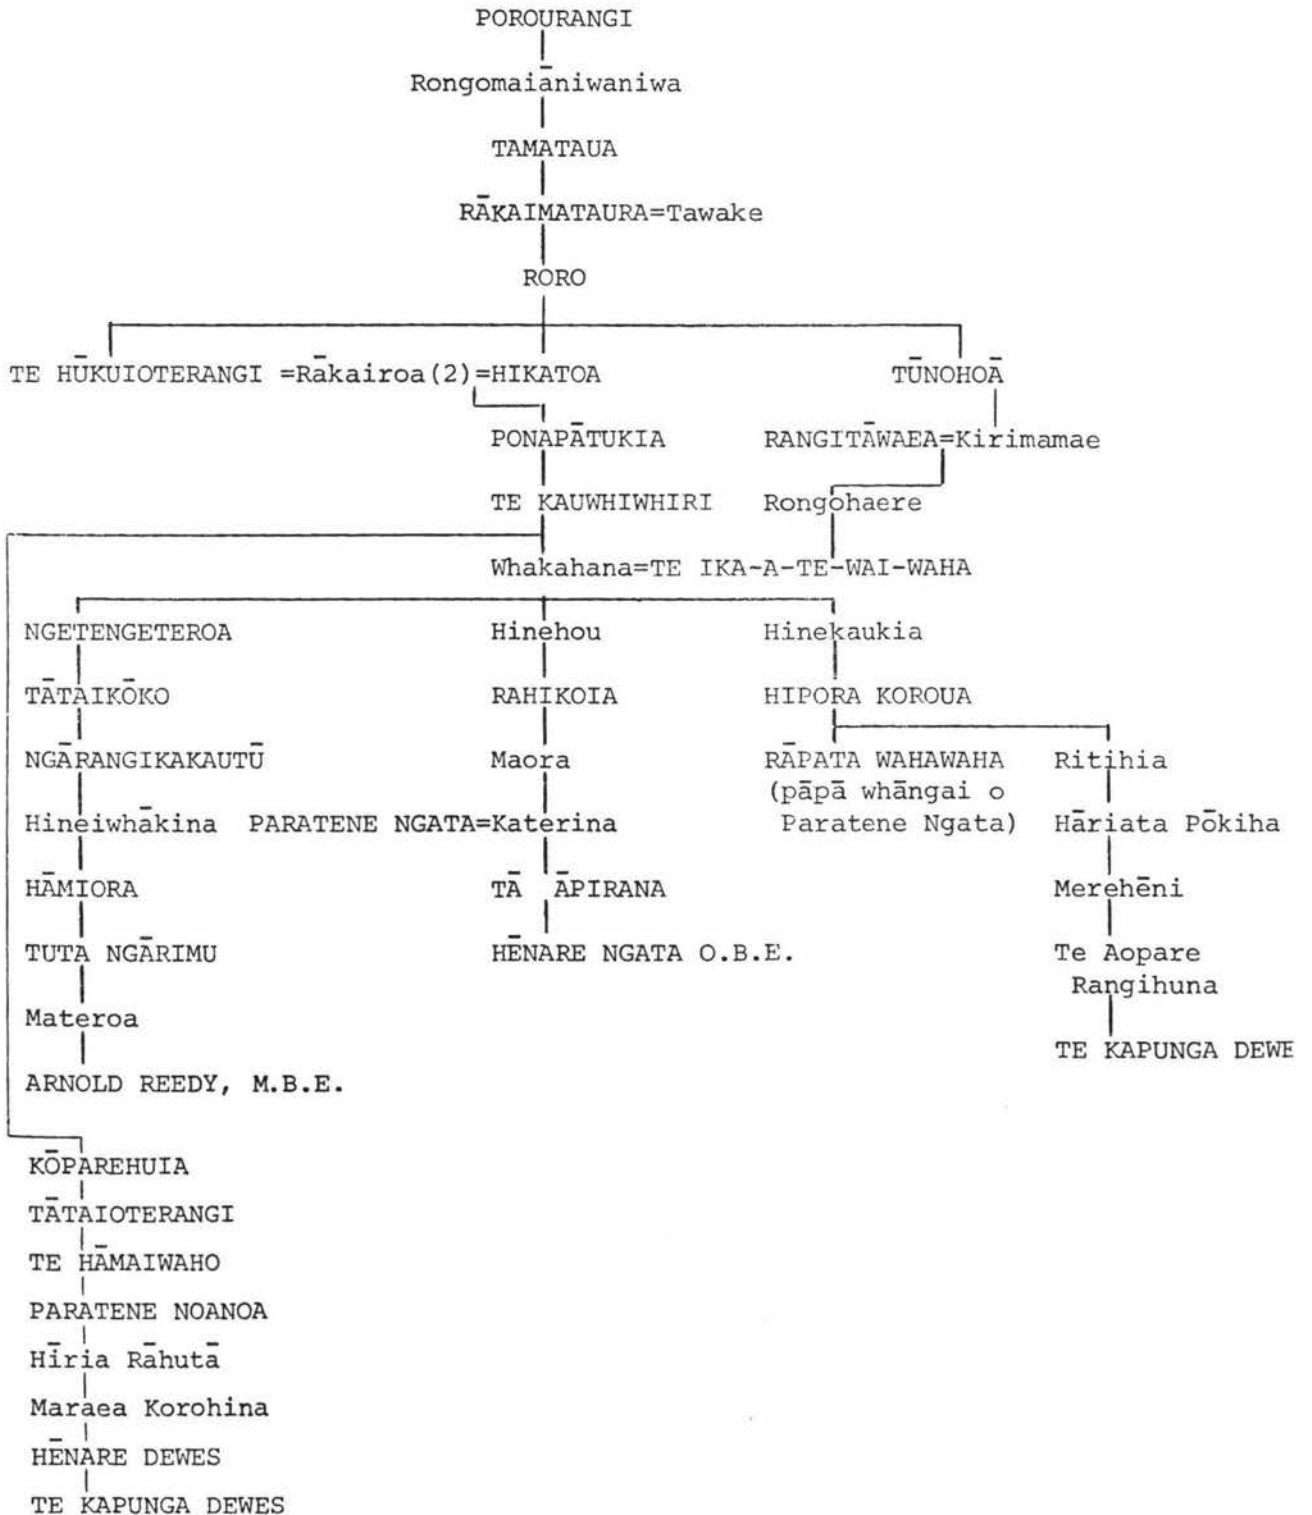 POROURANGI
Rongomaiāniwaniwa
TAMATAUA
RĀKAIMATAURA=Tawake
RORO
TE HŪKUIOTERANGI =Rākairoa(2)=HIKATOA TŪNOHOĀ
PONAPĀTUKIA RANGITĀWAEA=Kirimamae
TE KAUWHIWHIRI Rongohaere
Whakahana=TE IKA-A-TE-WAI-WAHA
NGETENGETEROA Hinehou Hinekaukia
TĀTAIKŌKO RAHIKOIA HIPORA KOROUA
NGĀRANGIKAKAUTŪ Maora RĀPATA WAHAWAHA Ritihia
(pāpā whāngai o
Hineiwhākina PARATENE NGATA=Katerina Paratene Ngata) Hāriata Pōkiha
HĀMIORA TĀ ĀPIRANA Merehēni
TUTA NGĀRIMU HĒNARE NGATA O.B.E. Te Aopare
Rangihuna
Materoa
TE KAPUNGA DEWE
ARNOLD REEDY, M.B.E.
KŌPAREHUIA
TĀTAIOTERANGI
TE HĀMAIWAHO
PARATENE NOANOA
Hīria Rāhutā
Maraea Korohina
HĒNARE DEWES
TE KAPUNGA DEWES